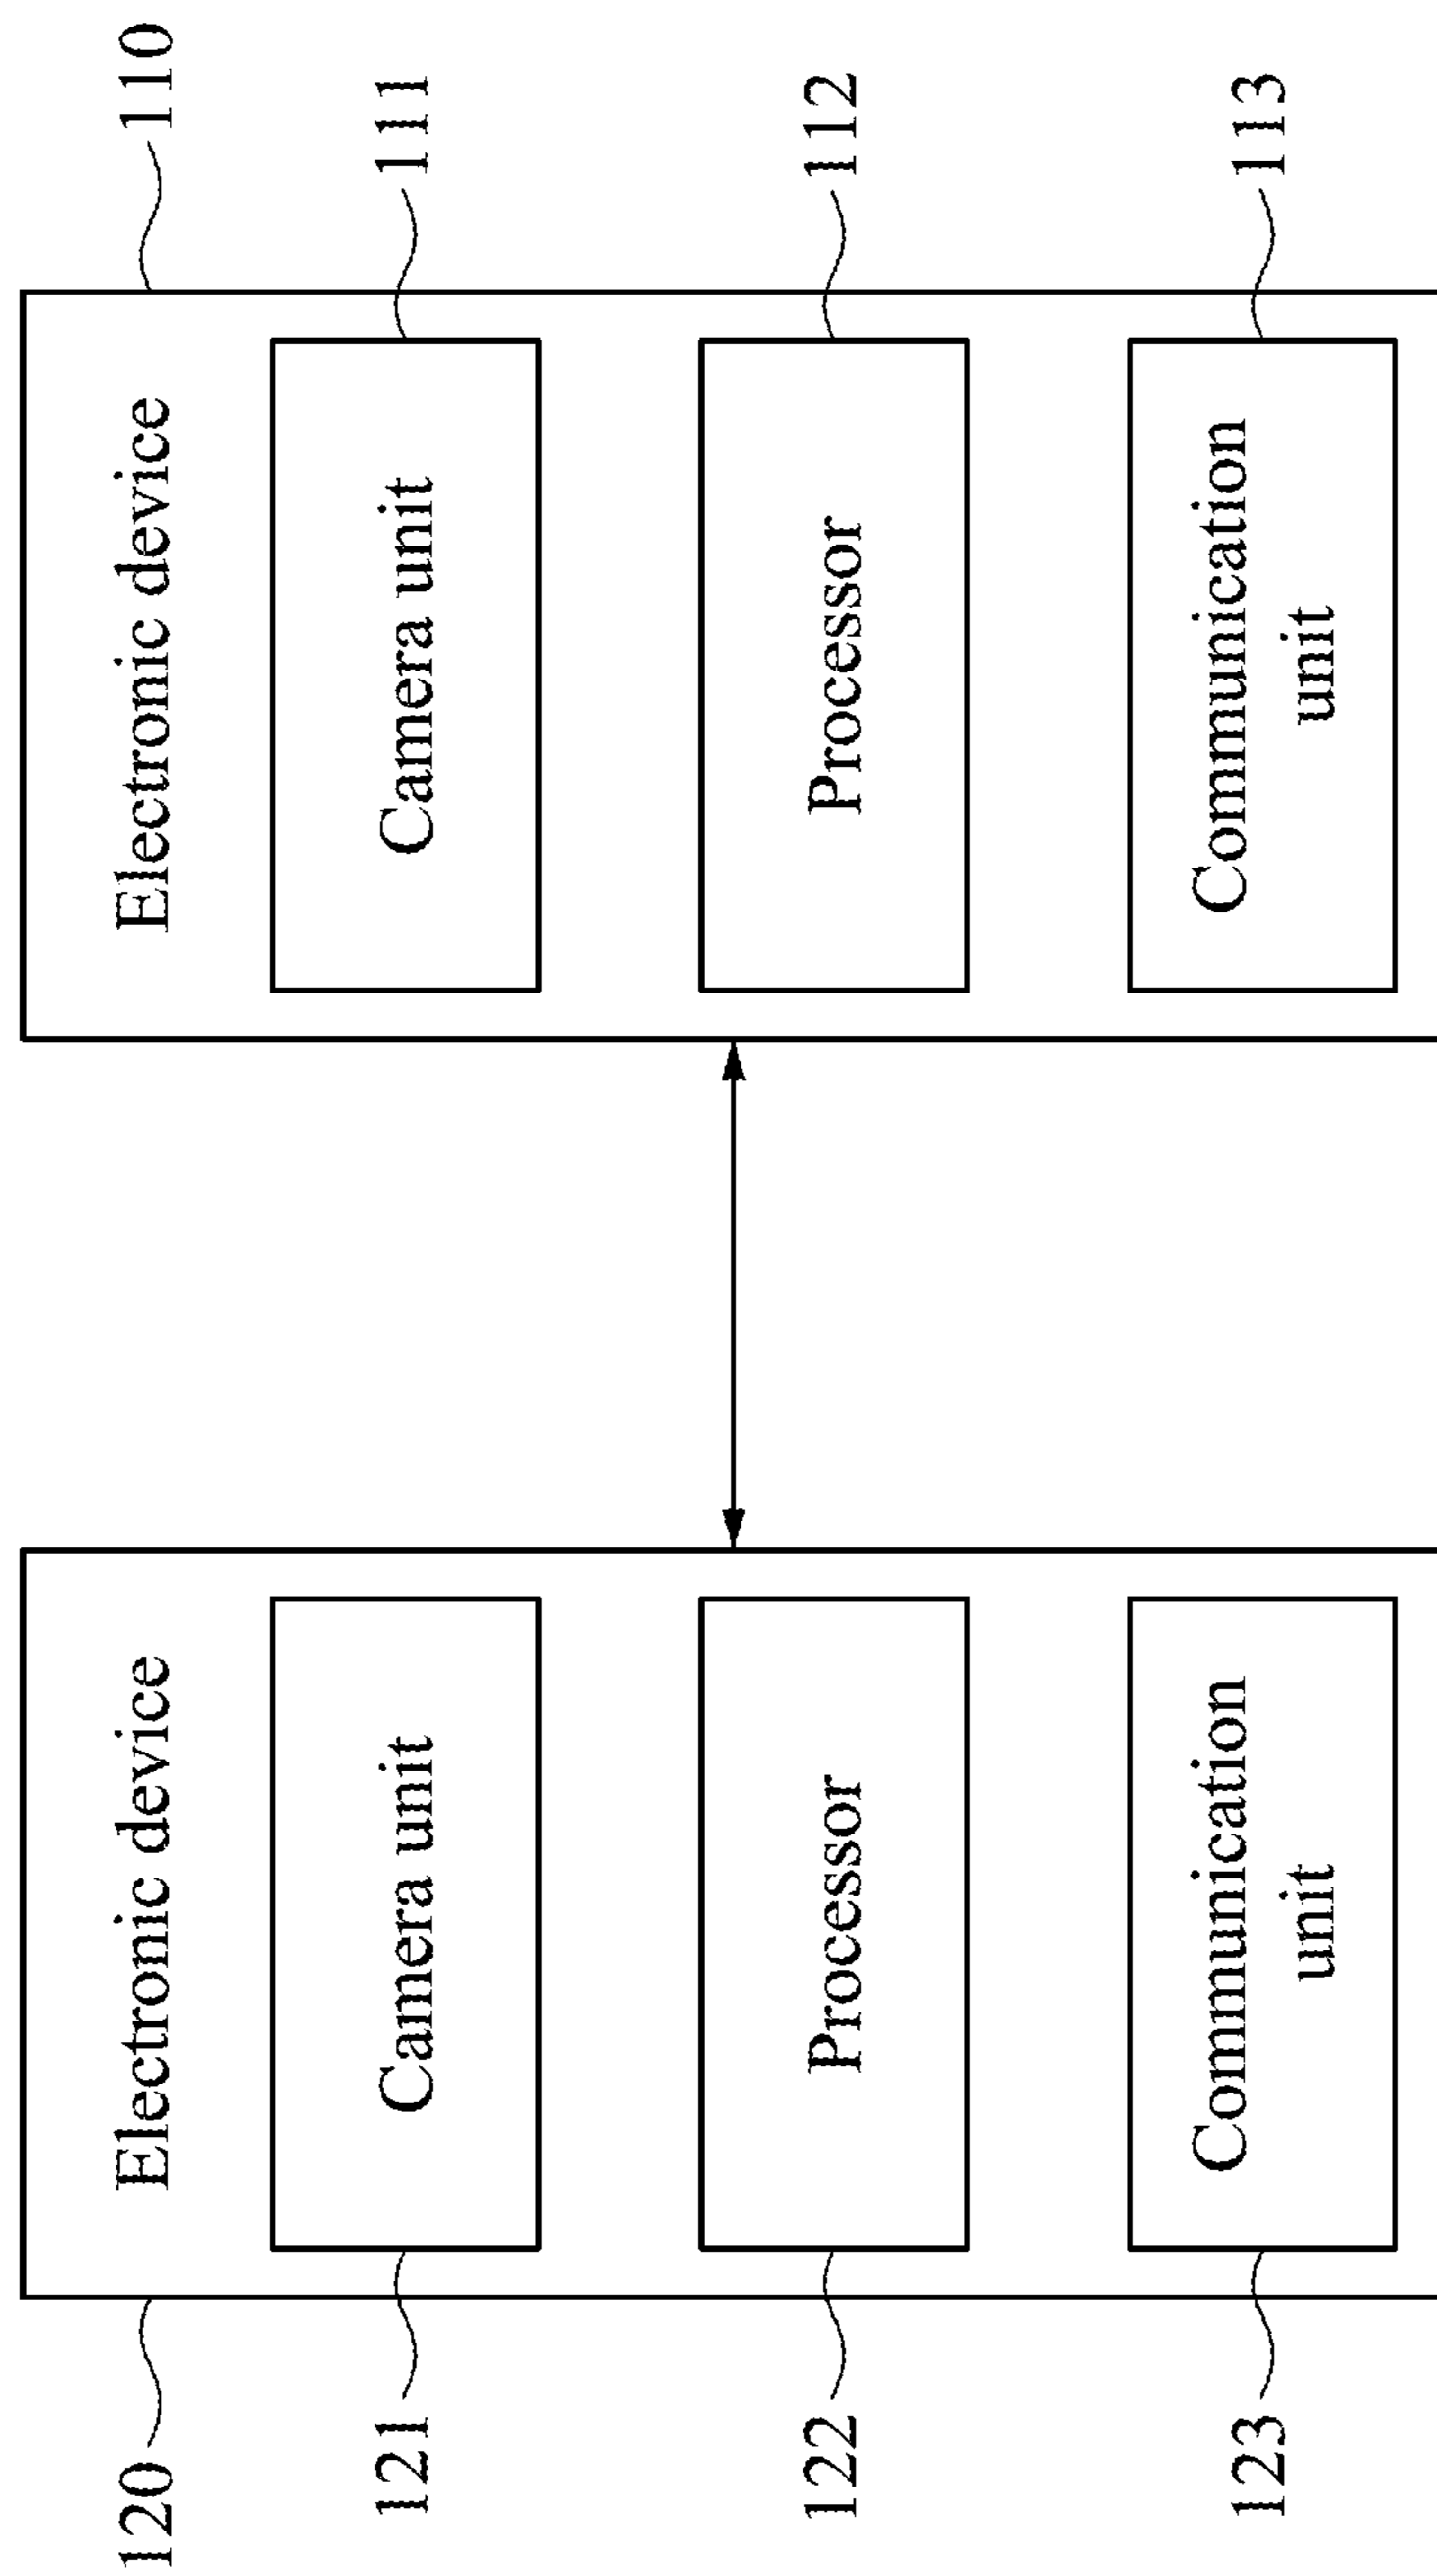 120
Electronic device
121
Camera unit
122
Processor
123
Communication
unit
Electronic device
110
Camera unit
111
Processor
112
Communication
unit
113